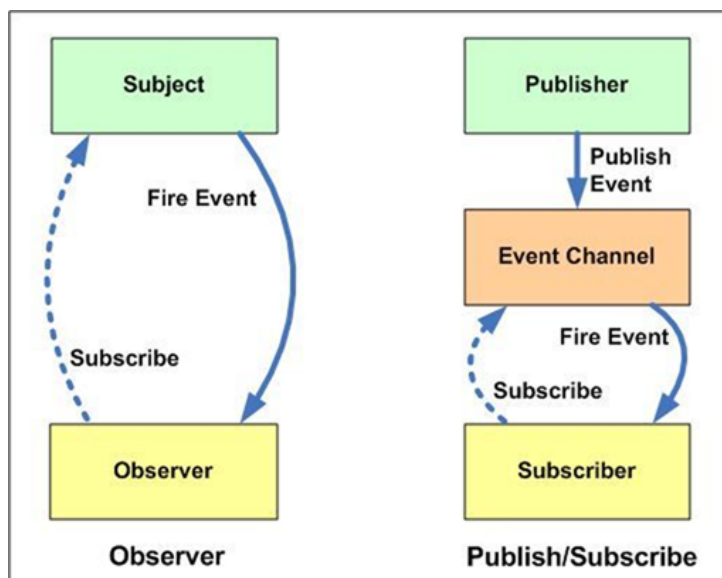 Subject
Fire Event
Subscribe
Observer
Observer
Publisher
Publish
Event
Event Channel
Fire Event
Subscribe
Subscriber
Publish/Subscribe